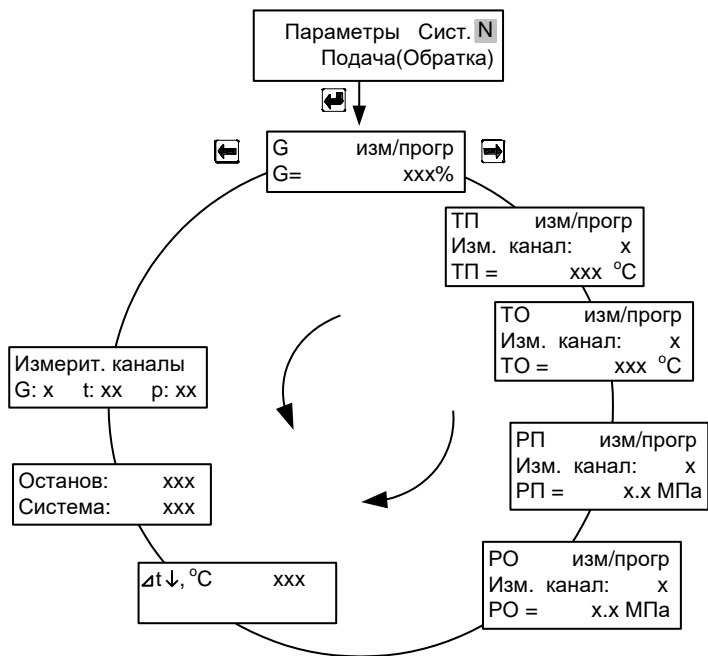 Параметры Сист. N
Подача(Обратка)
G изм/прогр
G= xxx%
ТП изм/прогр
Изм. канал: x
ТП = xxx °C
ТО изм/прогр
Изм. канал: x
ТО = xxx °C
РП изм/прогр
Изм. канал: x
РП = x.x МПа
РО изм/прогр
Изм. канал: x
РО = x.x МПа
⊿t↓,°C xxx
Останов: xxx
Система: xxx
Измерит. каналы
G: x t: xx p: xx